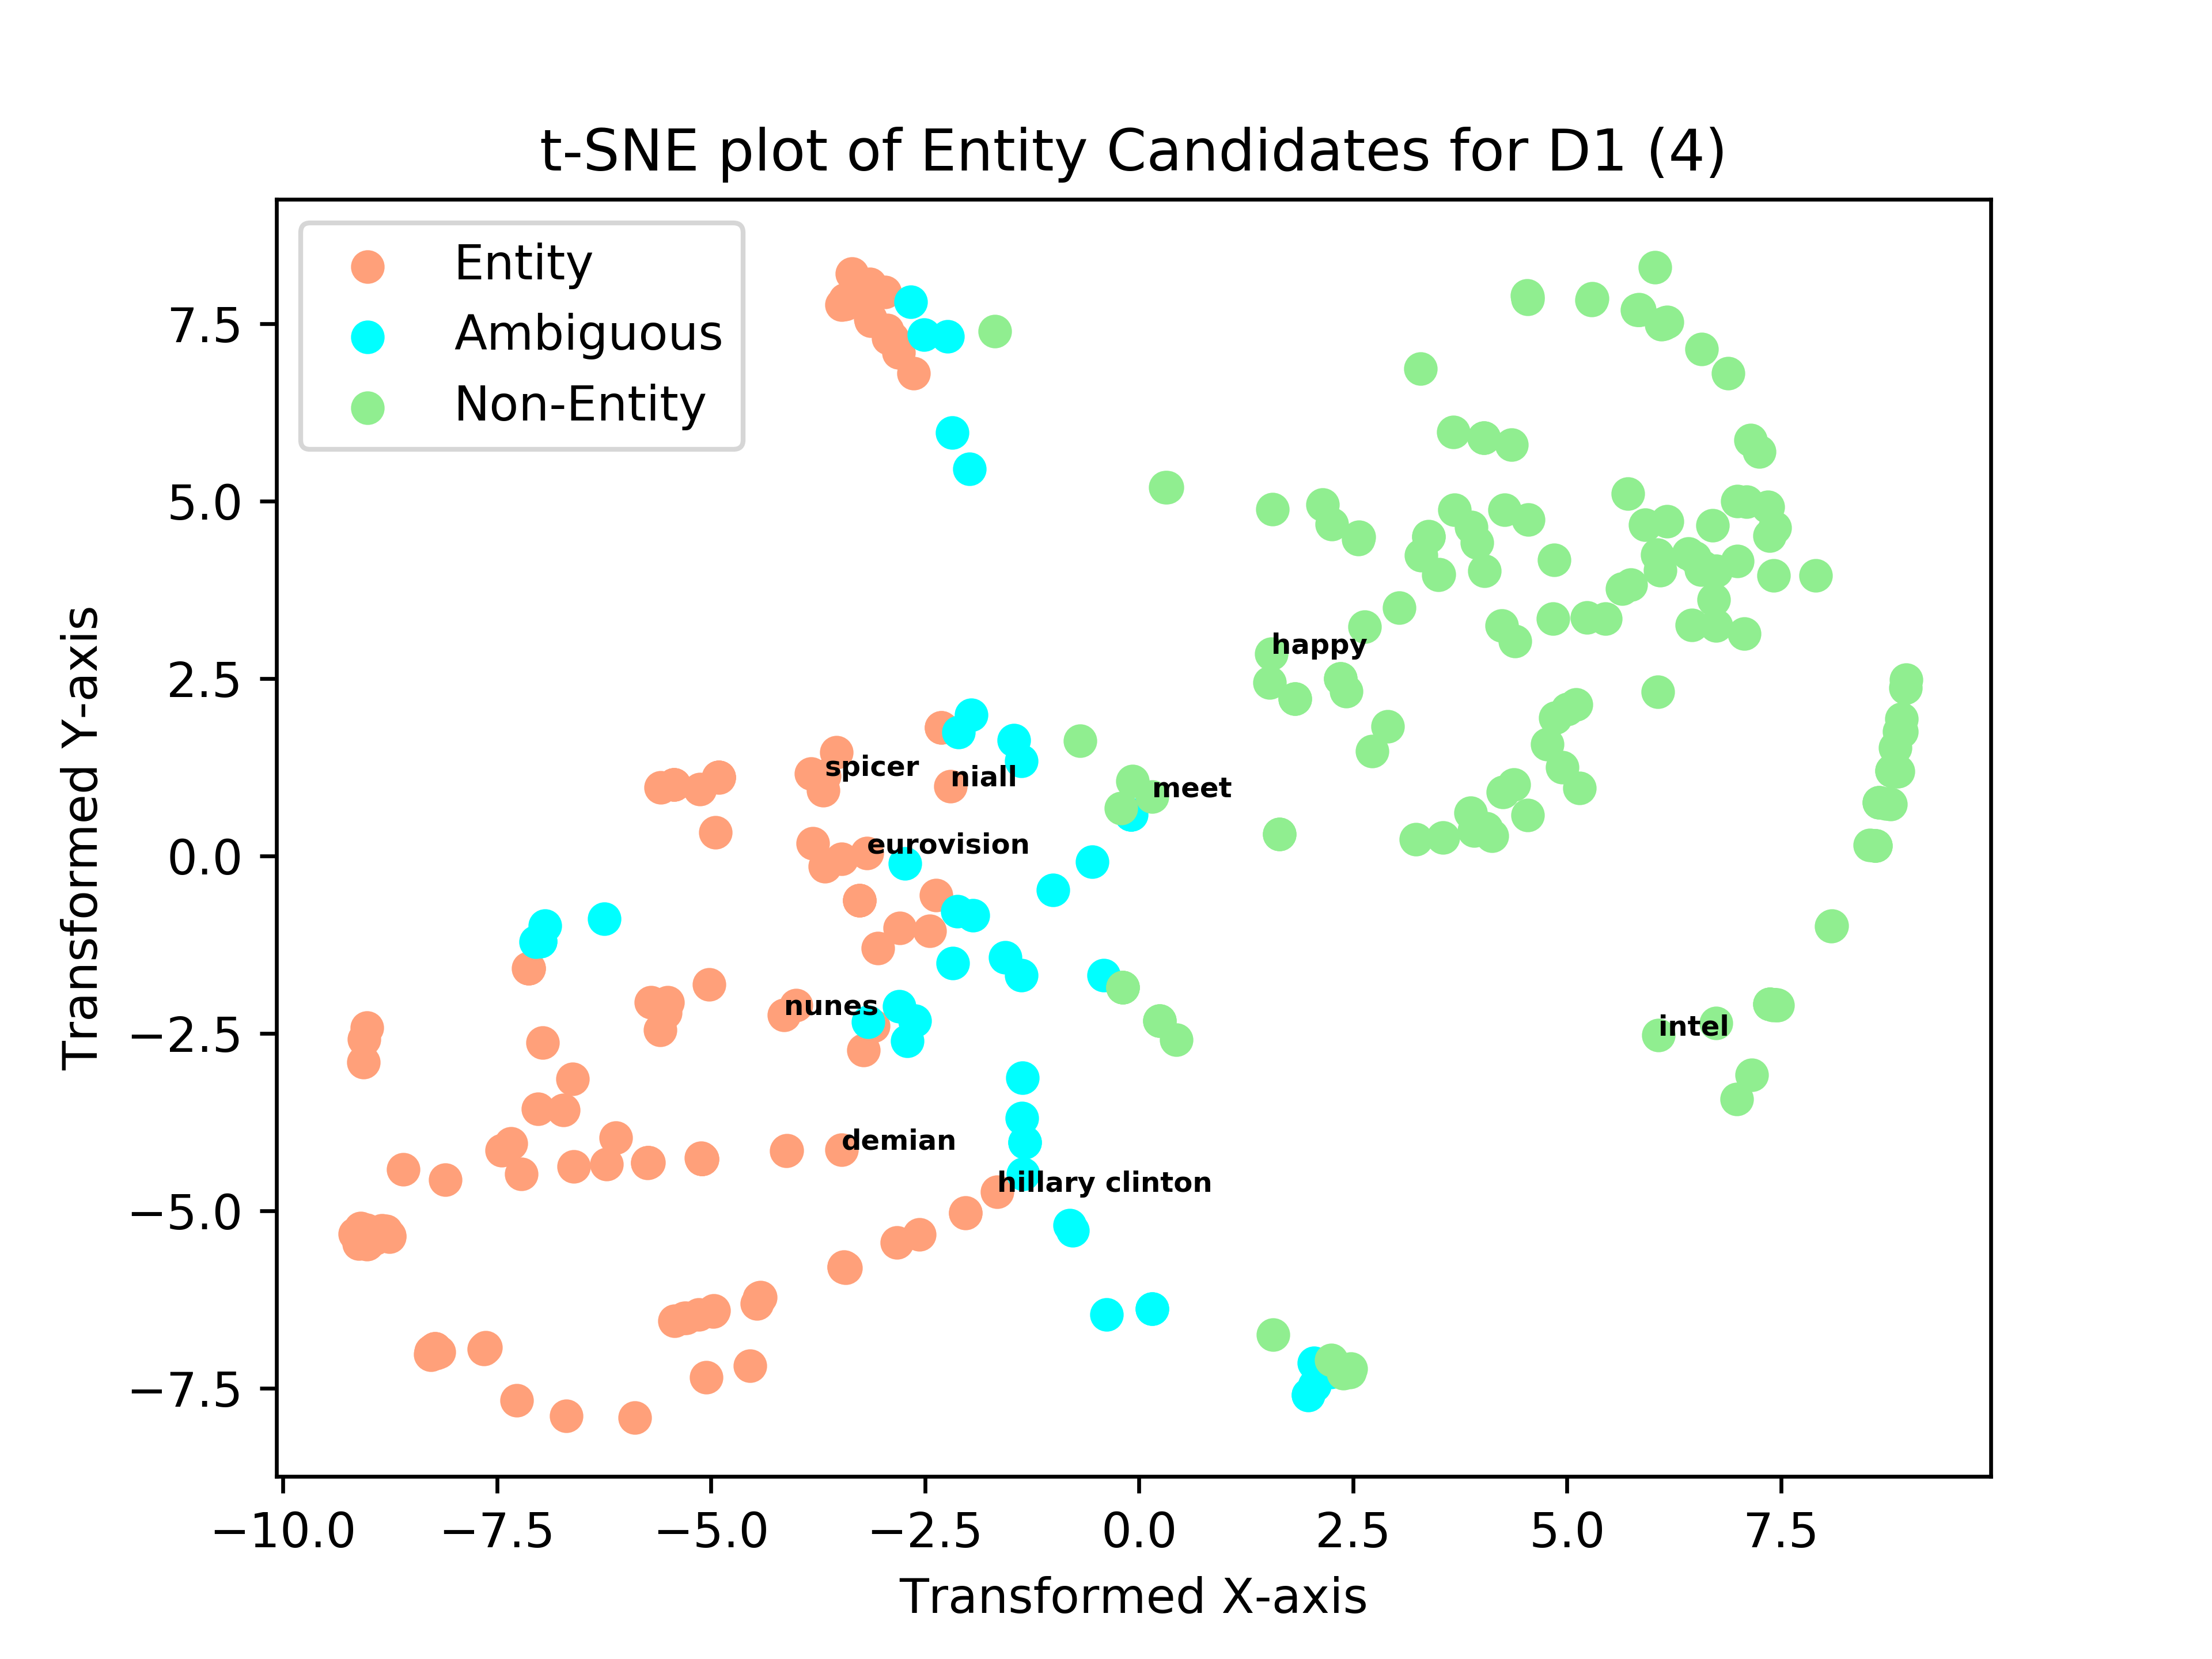 t-SNE plot of Entity Candidates for D1 (4)
Entity
Ambiguous
Non-Entity
7.5
5.0
2.5
0.0
−2.5
−5.0
−7.5
Transformed Y-axis
happy
spicer
niall
meet
eurovision
nunes
intel
demian
hillary clinton
−10.0 −7.5 −5.0 −2.5 0.0 2.5 5.0 7.5
Transformed X-axis